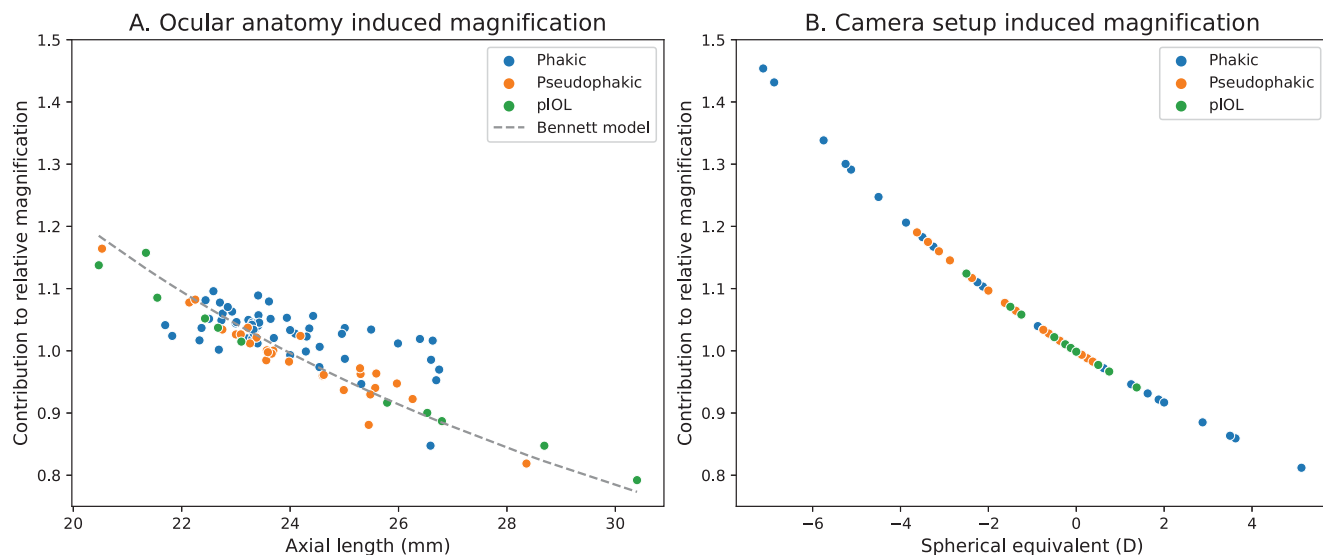 A. Ocular anatomy induced magnification
Contribution to relative magnification
1.5
1.4
1.3
1.2
1.1
1.0
0.9
0.8
Phakic
Pseudophakic
pIOL
Bennett model
20 22 24 26 28 30
Axial length (mm)
B. Camera setup induced magnification
Contribution to relative magnification
1.5
1.4
1.3
1.2
1.1
1.0
0.9
0.8
Phakic
Pseudophakic
pIOL
−6 −4 −2 0 2 4
Spherical equivalent (D)